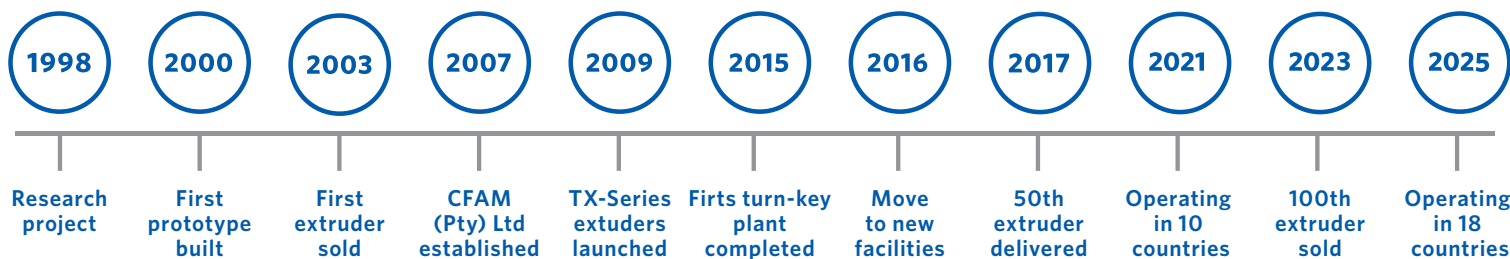 1998
2000
2003
2007
2009
2015
2016
2017
2021
2023
2025
Research
project
First
prototype
built
First
extruder
sold
CFAM
(Pty) Ltd
established
TX-Series
extuders
launched
Firts turn-key
plant
completed
Move
to new
facilities
50th
extruder
delivered
Operating
in 10
countries
100th
extruder
sold
Operating
in 18
countries